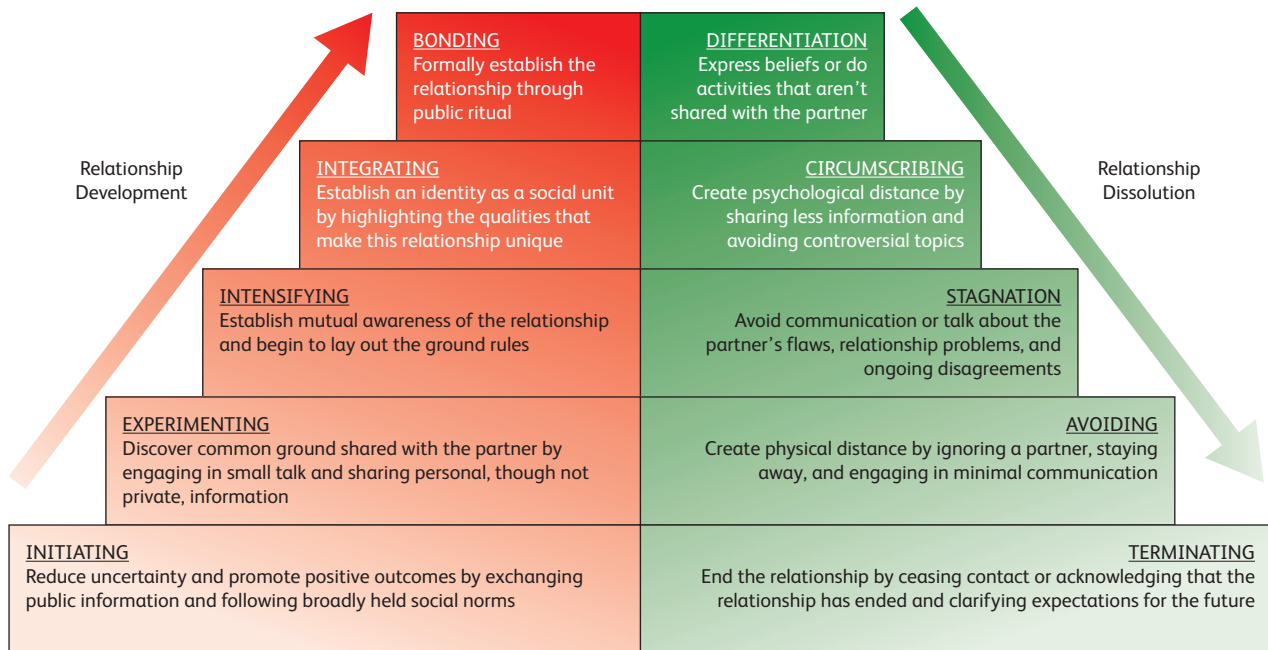 BONDING
Formally establish the
relationship through
public ritual
DIFFERENTIATION
Express beliefs or do
activities that aren't
shared with the partner
Relationship
Development
INTEGRATING
Establish an identity as a social unit
by highlighting the qualities that
make this relationship unique
CIRCUMSCRIBING
Create psychological distance by
sharing less information and
avoiding controversial topics
Relationship
Dissolution
INTENSIFYING
Establish mutual awareness of the relationship
and begin to lay out the ground rules
STAGNATION
Avoid communication or talk about the
partner's flaws, relationship problems, and
ongoing disagreements
EXPERIMENTING
Discover common ground shared with the partner by
engaging in small talk and sharing personal, though not
private, information
AVOIDING
Create physical distance by ignoring a partner, staying
away, and engaging in minimal communication
INITIATING
Reduce uncertainty and promote positive outcomes by exchanging
public information and following broadly held social norms
TERMINATING
End the relationship by ceasing contact or acknowledging that the
relationship has ended and clarifying expectations for the future